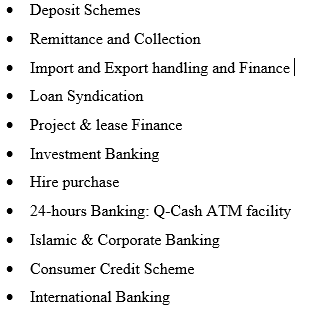 • Deposit Schemes
• Remittance and Collection
• Import and Export handling and Finance
• Loan Syndication
• Project & lease Finance
• Investment Banking
• Hire purchase
• 24-hours Banking: Q-Cash ATM facility
• Islamic & Corporate Banking
• Consumer Credit Scheme
• International Banking